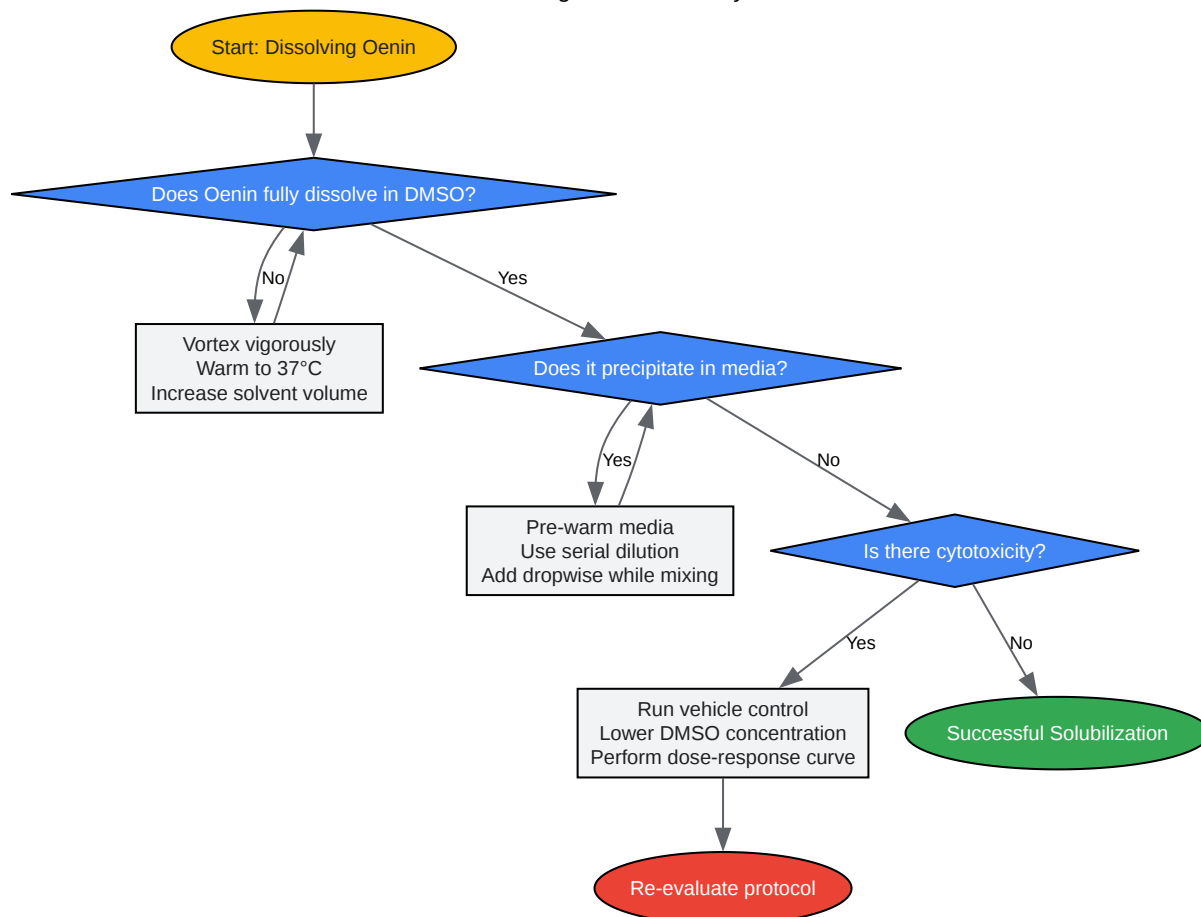 Start: Dissolving Oenin
Does Oenin fully dissolve in DMSO?
No
Yes
Vortex vigorously
Warm to 37°C
Increase solvent volume
Does it precipitate in media?
Yes
No
Pre-warm media
Use serial dilution
Add dropwise while mixing
Is there cytotoxicity?
Yes
No
Run vehicle control
Lower DMSO concentration
Perform dose-response curve
Successful Solubilization
Re-evaluate protocol